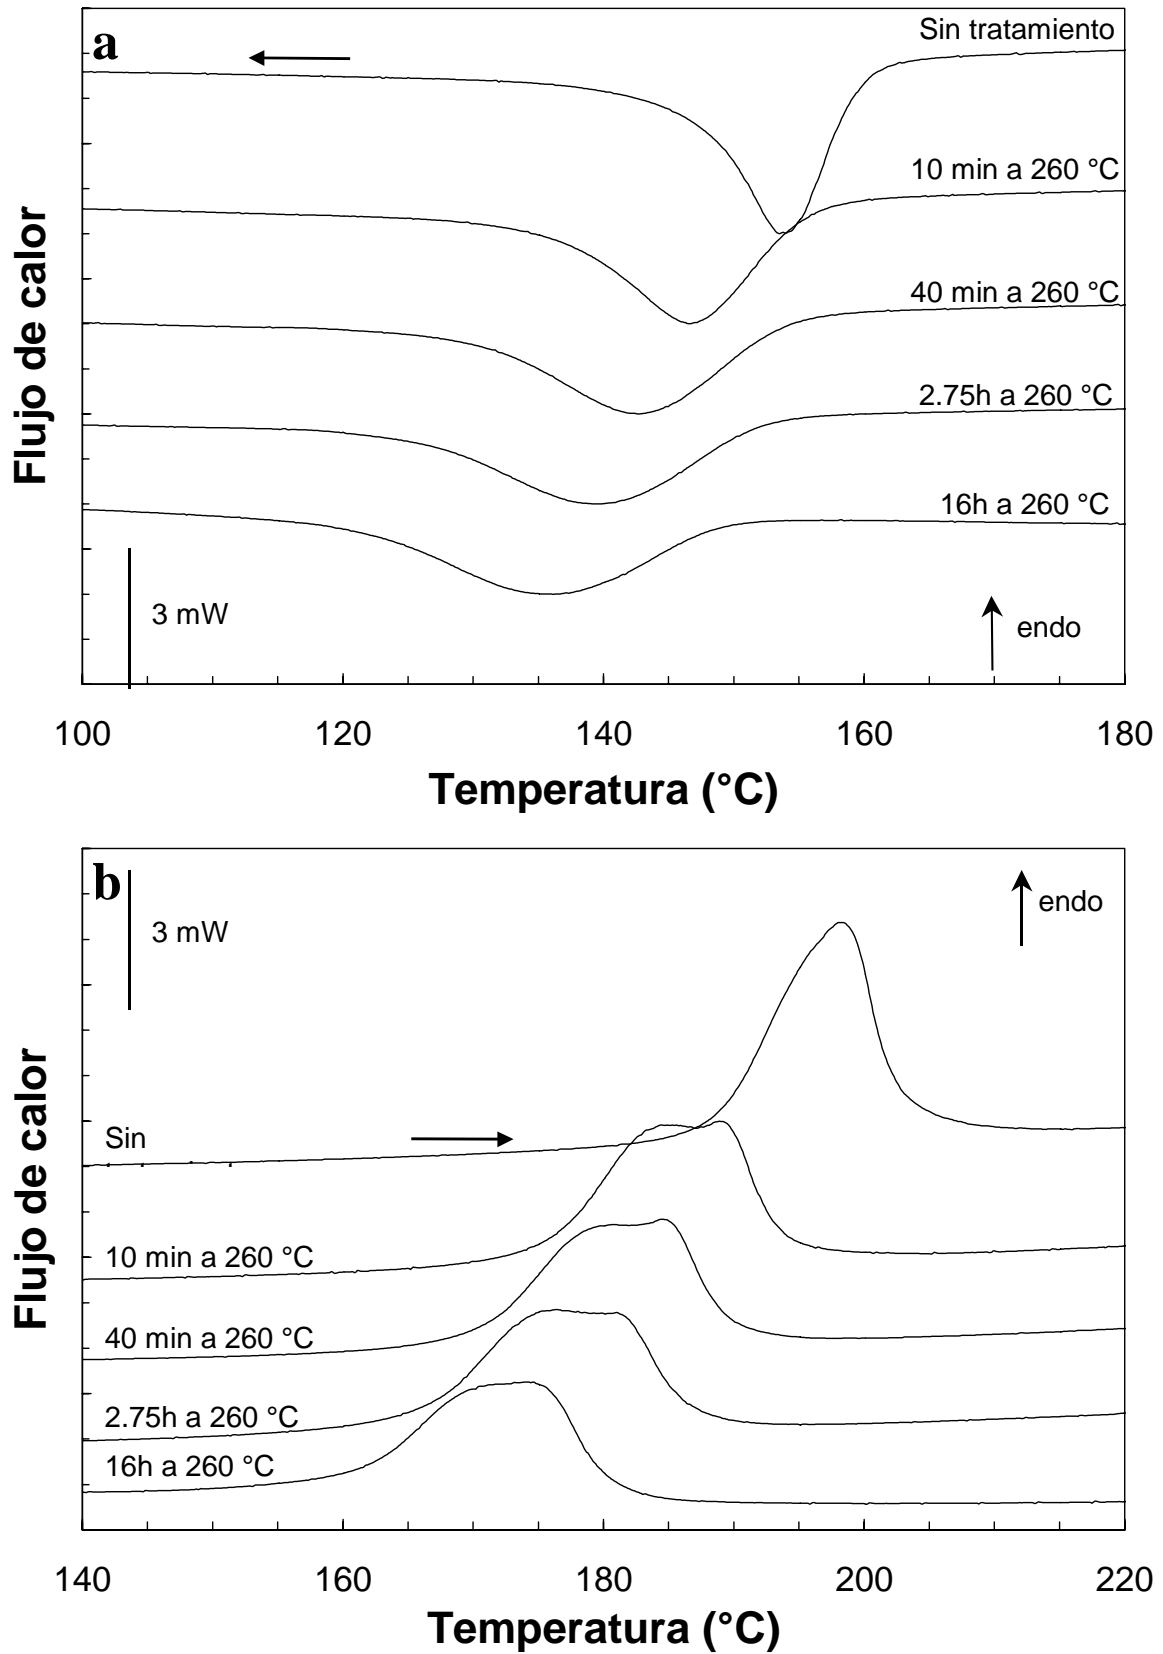 a
Sin tratamiento
10 min a 260 °C
40 min a 260 °C
2.75h a 260 °C
16h a 260 °C
3 mW
endo
Flujo de calor
100 120 140 160 180
Temperatura (°C)
b
3 mW
endo
Sin
10 min a 260 °C
40 min a 260 °C
2.75h a 260 °C
16h a 260 °C
Flujo de calor
140 160 180 200 220
Temperatura (°C)